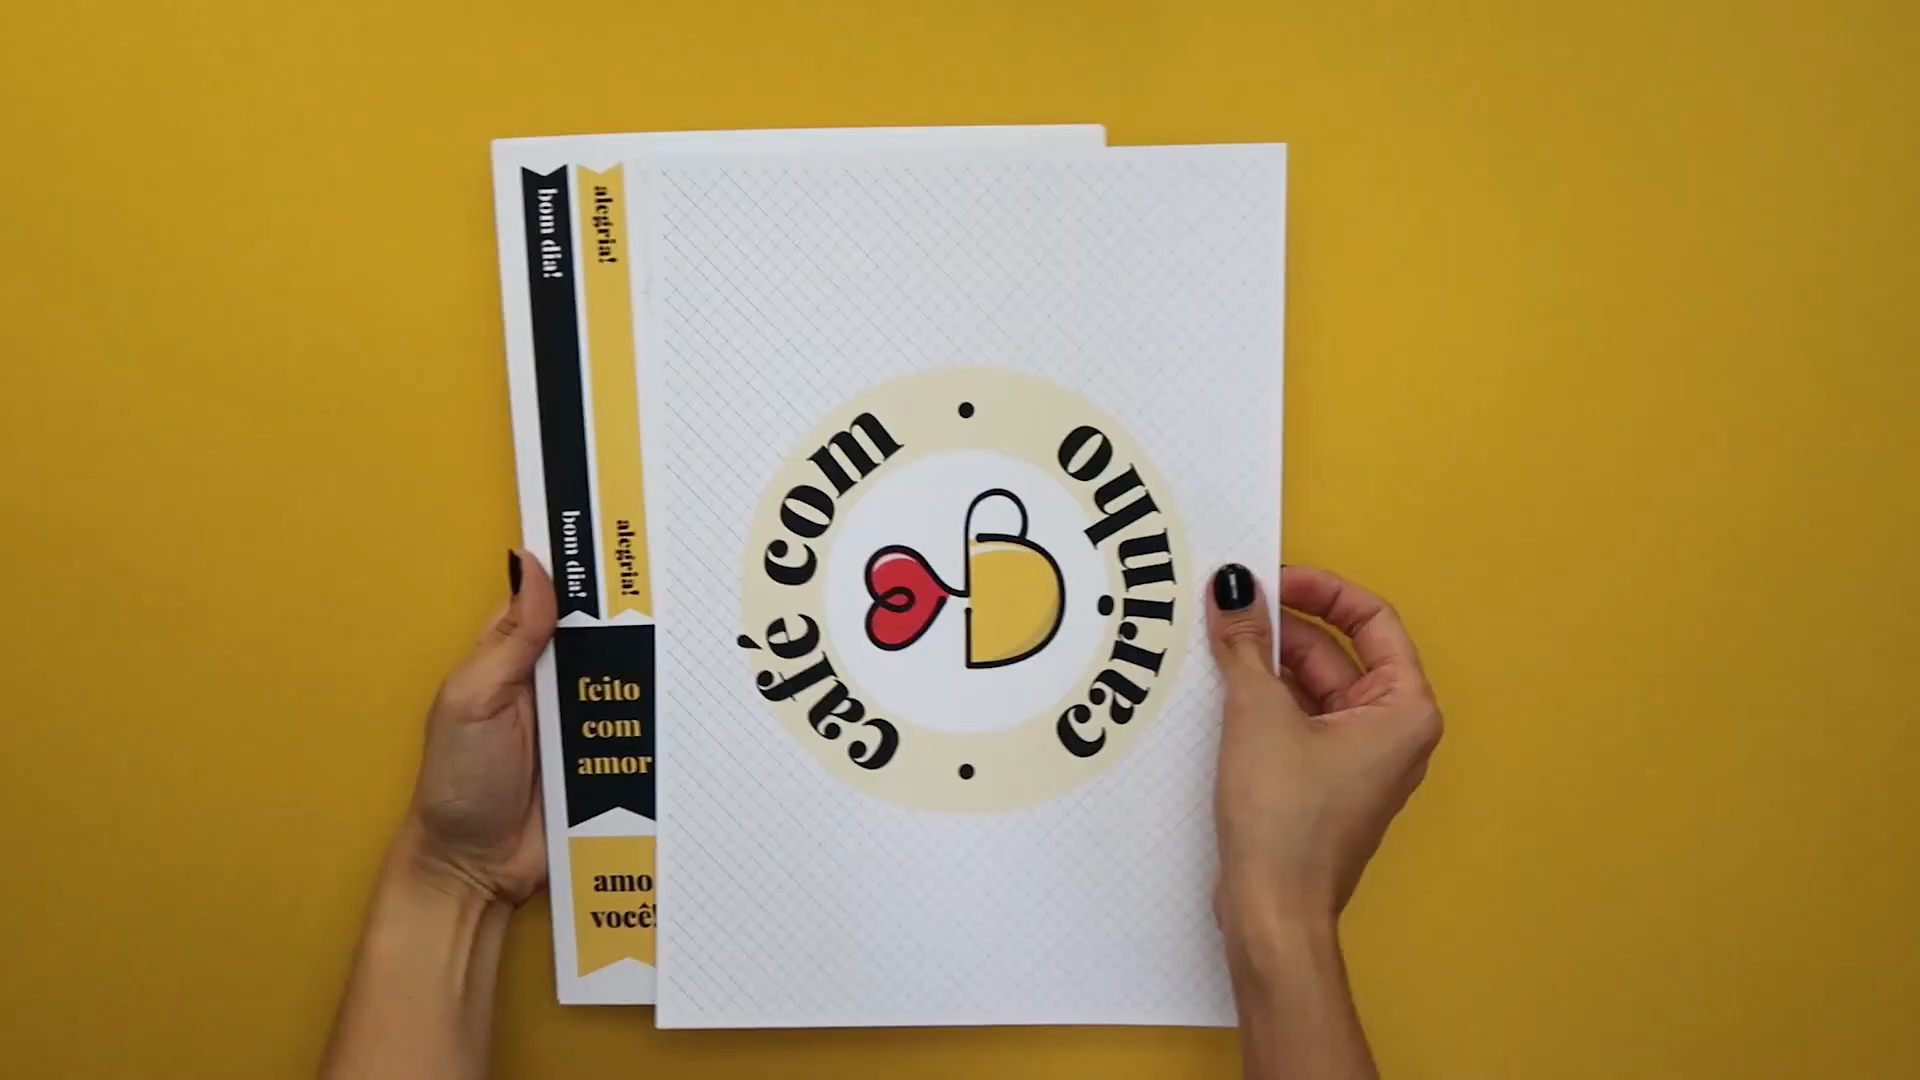 bom dia!
alegria!
bom dia!
alegria!
feito
com
amor
amo
você!
café com
carinho